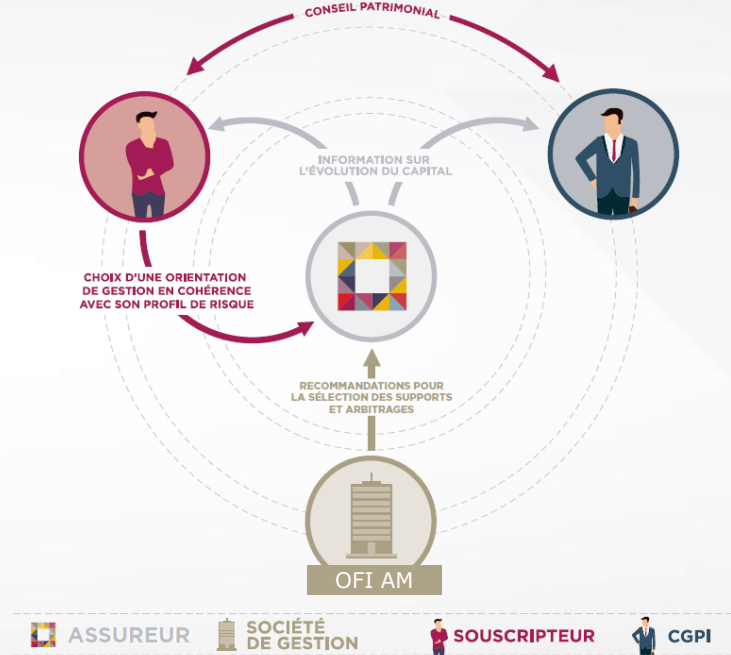 CONSEIL PATRIMONIAL
INFORMATION SUR
L'ÉVOLUTION DU CAPITAL
CHOIX D'UNE ORIENTATION
DE GESTION EN COHÉRENCE
AVEC SON PROFIL DE RISQUE
RECOMMANDATIONS POUR
LA SÉLECTION DES SUPPORTS
ET ARBITRAGES
OFI AM
ASSUREUR
SOCIÉTÉ
DE GESTION
SOUSCRIPTEUR
CGPI